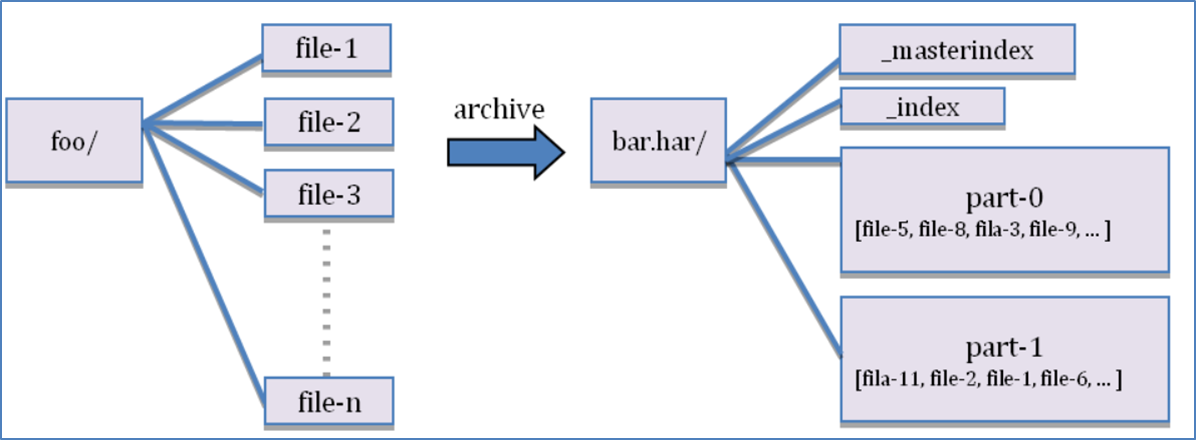 foo/
file-1
file-2
file-3
file-n
archive
bar.har/
_masterindex
_index
part-0
[file-5, file-8, fila-3, file-9, ... ]
part-1
[fila-11, file-2, file-1, file-6, ... ]